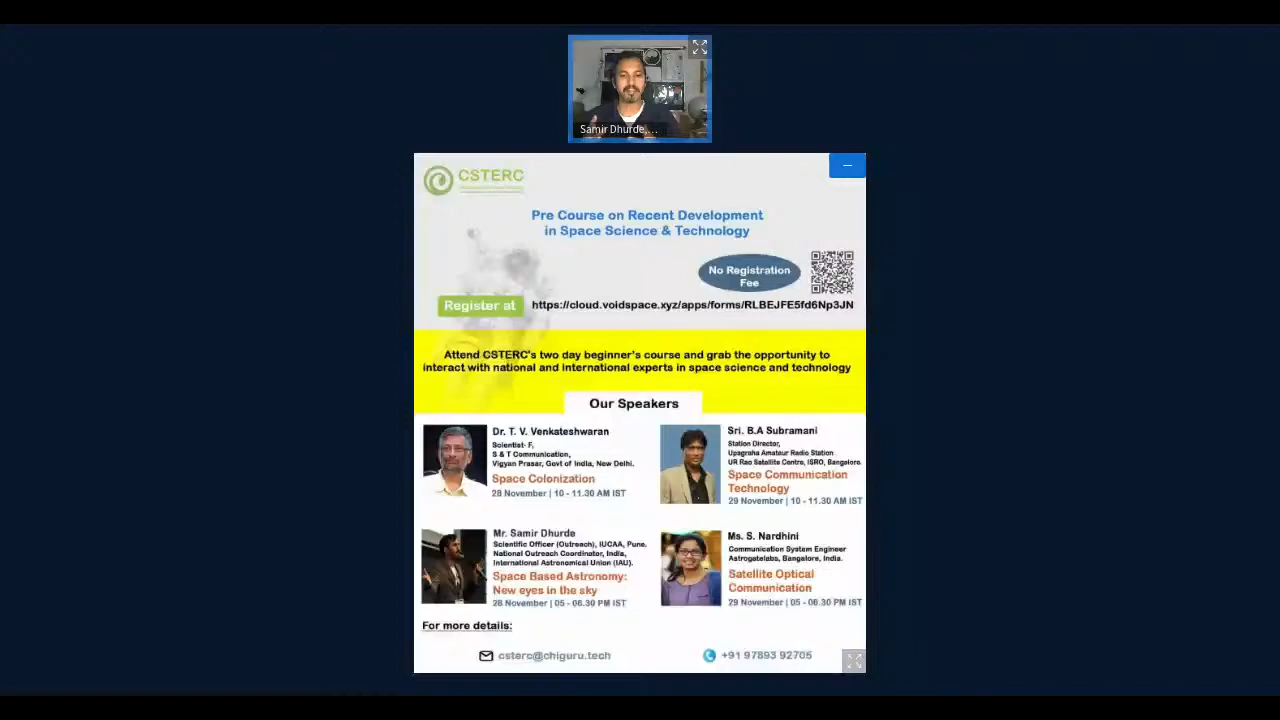 Samir Dhurde,...
CSTERC
Pre Course on Recent Development
in Space Science & Technology
No Registration
Fee
Register at https://cloud.voidspace.xyz/apps/forms/RLBEJFE5fd6Np3JN
Attend CSTERC's two day beginner's course and grab the opportunity to
interact with national and international experts in space science and technology
Our Speakers
Dr. T. V. Venkateshwaran
Scientist- F,
S & T Communication,
Vigyan Prasar, Govt of India, New Delhi.
Space Colonization
28 November | 10 - 11.30 AM IST
Sri. B.A Subramani
Station Director,
Upagraha Amateur Radio Station
UR Rao Satellite Centre, ISRO, Bangalore
Space Communication
Technology
29 November | 10 - 11.30 AM IST
Mr. Samir Dhurde
Scientific Officer (Outreach), IUCAA, Pune.
National Outreach Coordinator, India,
International Astronomical Union (IAU).
Space Based Astronomy:
New eyes in the sky
28 November | 05 - 06.30 PM IST
Ms. S. Nardhini
Communication System Engineer
Astrogatelabs, Bangalore, India.
Satellite Optical
Communication
29 November | 05 - 06.30 PM IST
For more details:
csterc@chiguru.tech
+91 97893 92705